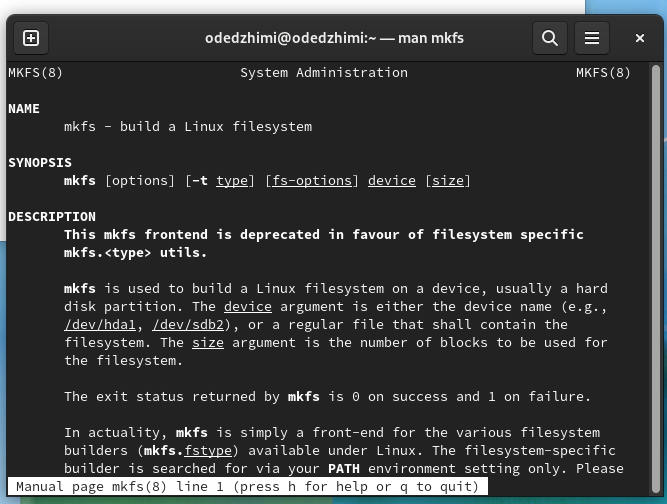 odedzhimi@odedzhimi:~ — man mkfs
MKFS(8) System Administration MKFS(8)
NAME
mkfs – build a Linux filesystem
SYNOPSIS
mkfs [options] [-t type] [fs-options] device [size]
DESCRIPTION
This mkfs frontend is deprecated in favour of filesystem specific
mkfs.<type> utils.
mkfs is used to build a Linux filesystem on a device, usually a hard
disk partition. The device argument is either the device name (e.g.,
/dev/hda1, /dev/sdb2), or a regular file that shall contain the
filesystem. The size argument is the number of blocks to be used for
the filesystem.
The exit status returned by mkfs is 0 on success and 1 on failure.
In actuality, mkfs is simply a front-end for the various filesystem
builders (mkfs.fstype) available under Linux. The filesystem-specific
builder is searched for via your PATH environment setting only. Please
Manual page mkfs(8) line 1 (press h for help or q to quit)